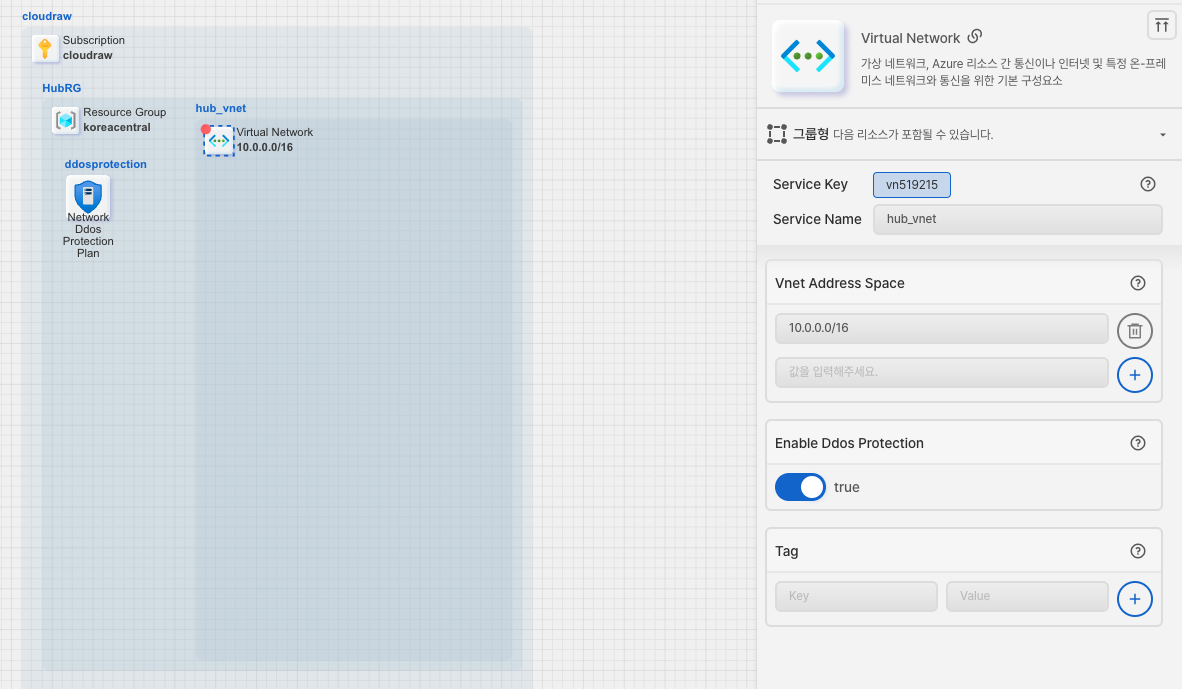 cloudraw
Subscription
cloudraw
HubRG
Resource Group
koreacentral
hub_vnet
Virtual Network
10.0.0.0/16
ddosprotection
Network
Ddos
Protection
Plan
Virtual Network
가상 네트워크, Azure 리소스 간 통신이나 인터넷 및 특정 온-프레
미스 네트워크와 통신을 위한 기본 구성요소
그룹형 다음 리소스가 포함될 수 있습니다.
Service Key vn519215
Service Name hub_vnet
Vnet Address Space
10.0.0.0/16
값을 입력해주세요.
Enable Ddos Protection
true
Tag
Key Value